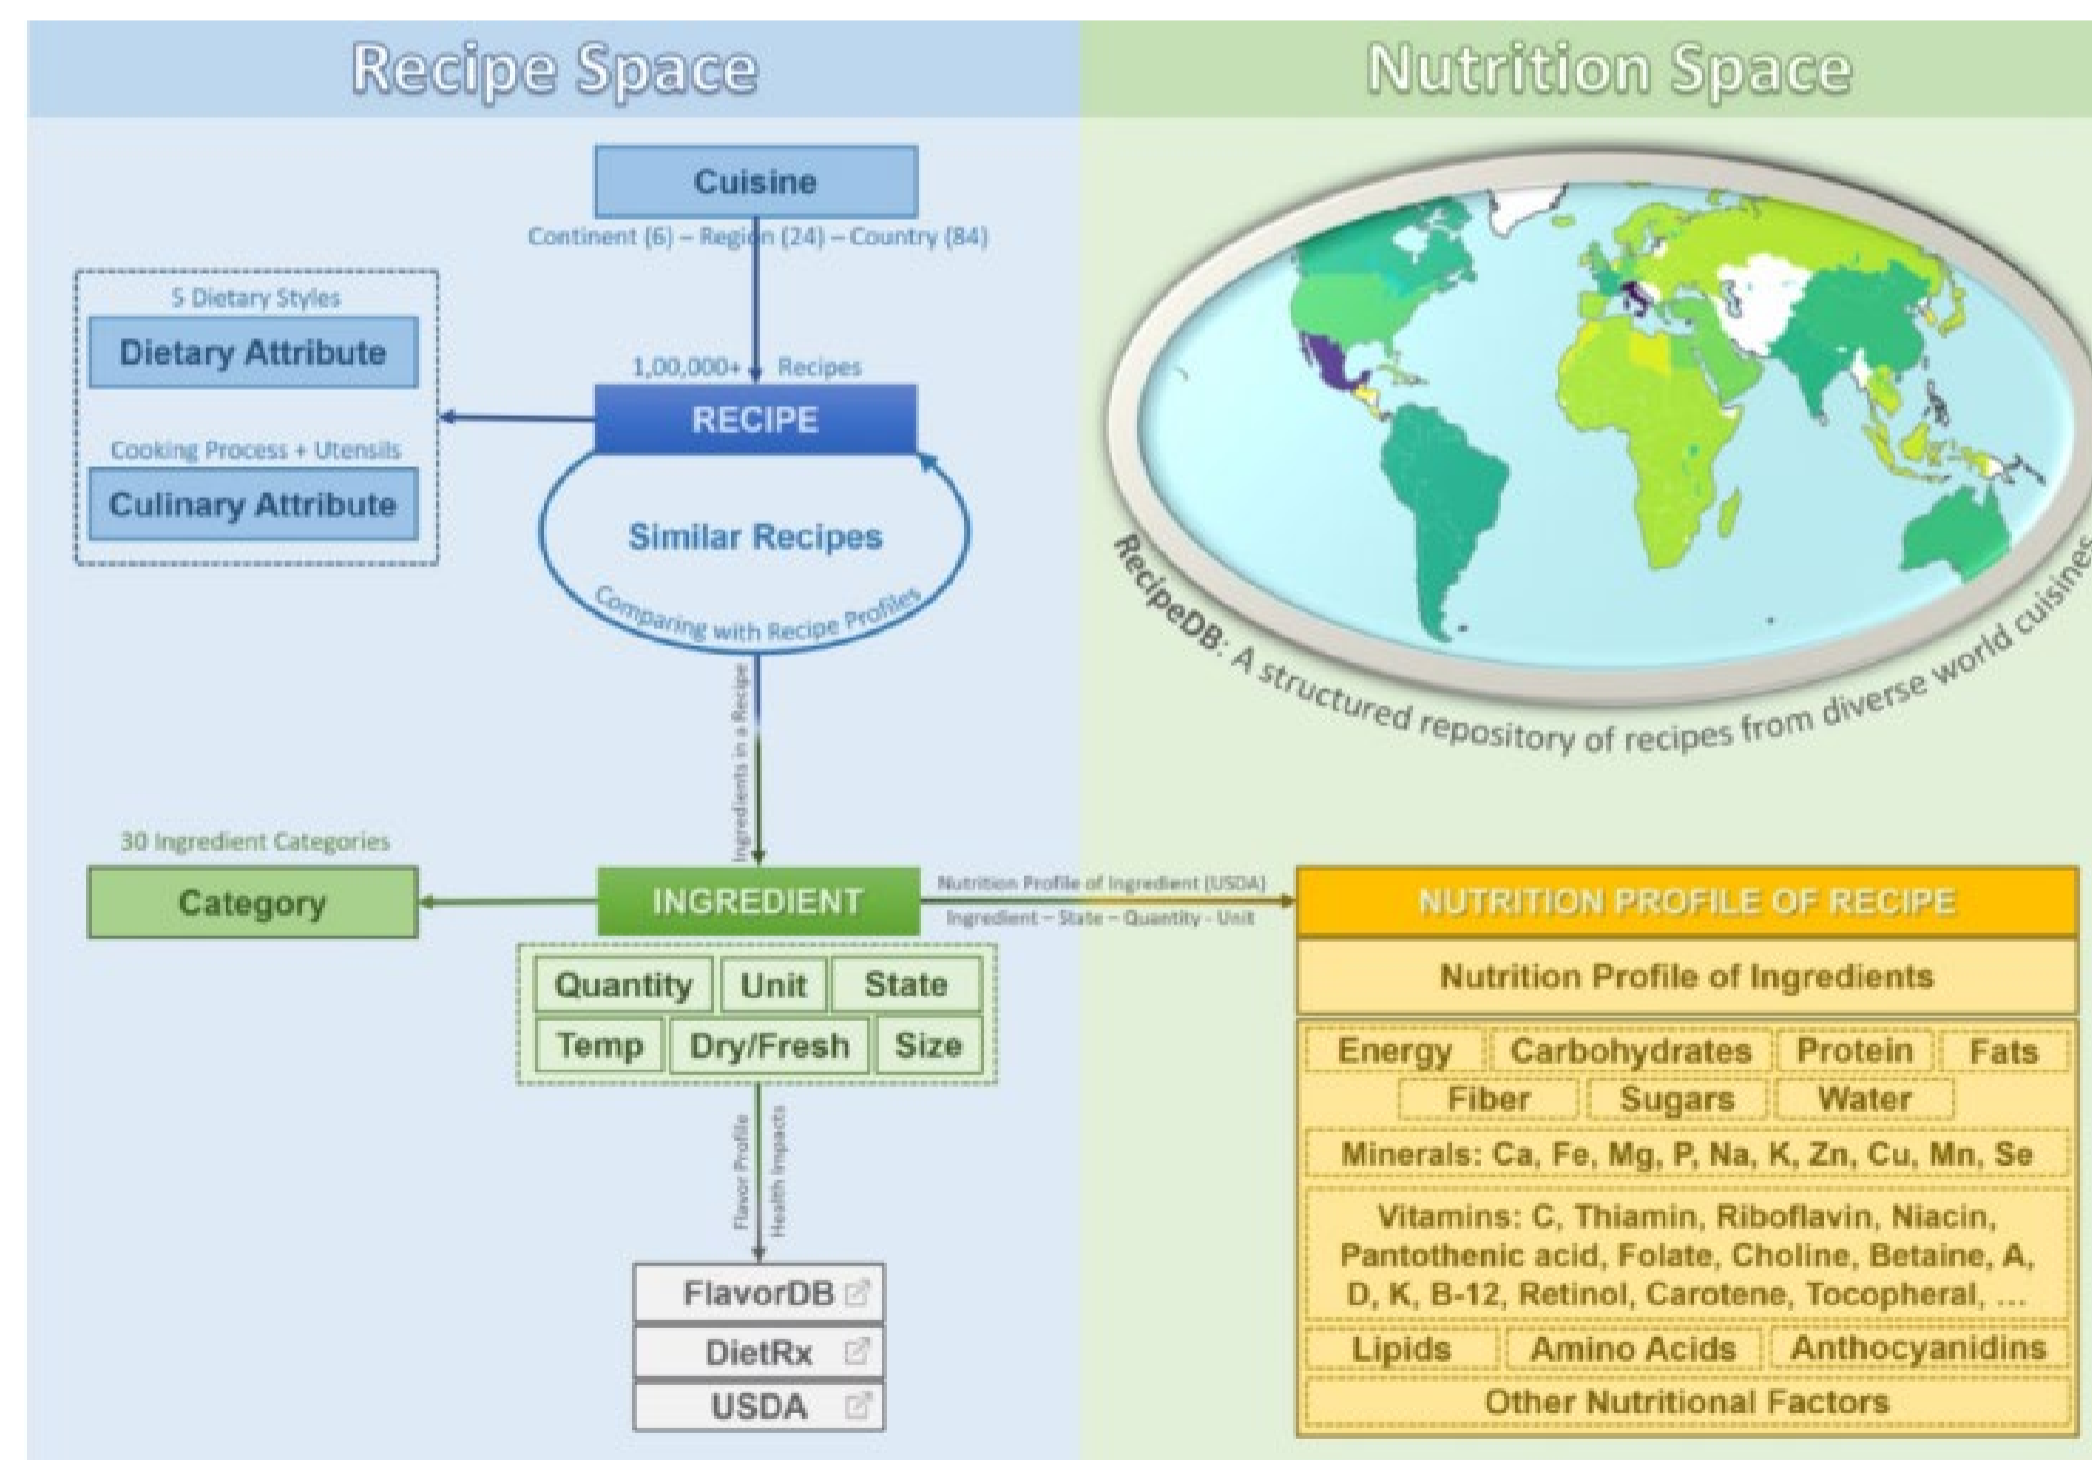 Recipe Space
Nutrition Space
Cuisine
Continent (6) – Region (24) – Country (84)
5 Dietary Styles
Dietary Attribute
Cooking Process + Utensils
Culinary Attribute
1,00,000+ Recipes
RECIPE
Similar Recipes
Comparing with Recipe Profiles
Ingredients in a Recipe
RecipeDB: A structured repository of recipes from diverse world cuisines
30 Ingredient Categories
Category
INGREDIENT
Nutrition Profile of Ingredient (USDA)
Ingredient – State – Quantity - Unit
Quantity Unit State
Temp Dry/Fresh Size
Flavor Profile
Health Impacts
FlavorDB
DietRx
USDA
NUTRITION PROFILE OF RECIPE
Nutrition Profile of Ingredients
Energy Carbohydrates Protein Fats
Fiber Sugars Water
Minerals: Ca, Fe, Mg, P, Na, K, Zn, Cu, Mn, Se
Vitamins: C, Thiamin, Riboflavin, Niacin,
Pantothenic acid, Folate, Choline, Betaine, A,
D, K, B-12, Retinol, Carotene, Tocopheral, ...
Lipids Amino Acids Anthocyanidins
Other Nutritional Factors